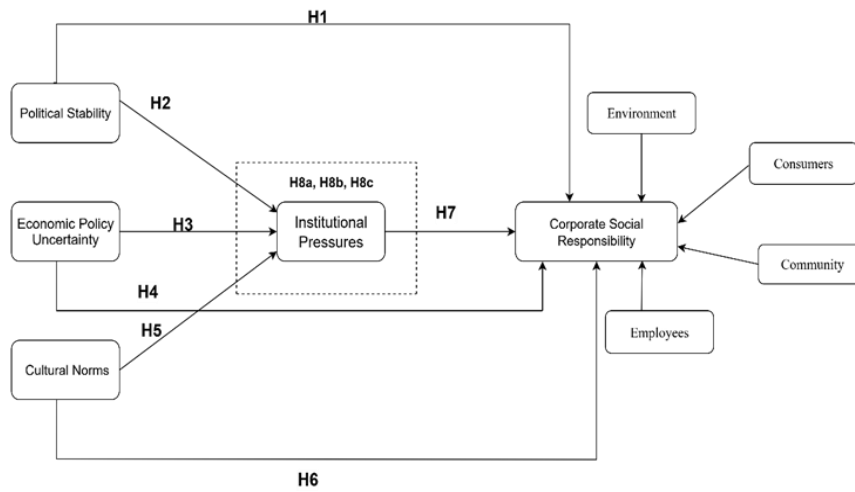 H1
Political Stability
H2
Environment
Consumers
H8a, H8b, H8c
Economic Policy
Uncertainty
H3
Institutional
Pressures
H7
Corporate Social
Responsibility
Community
H4
H5
Employees
Cultural Norms
H6